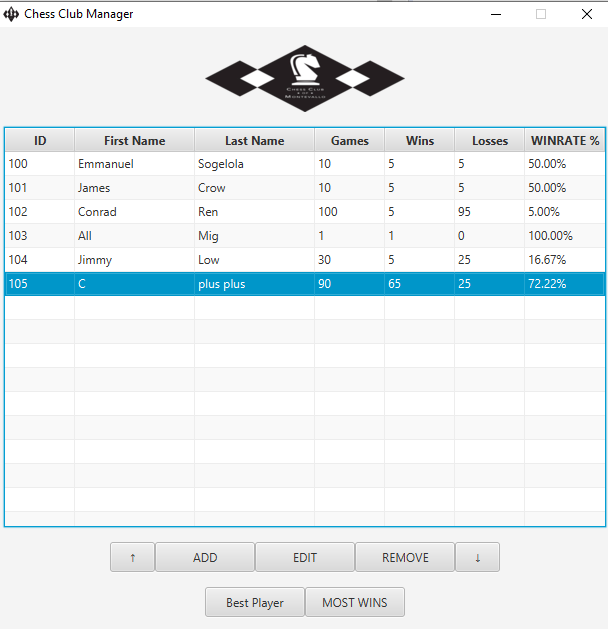 Chess Club Manager
Chess Club
of
Montevallo
ID First Name Last Name Games Wins Losses WINRATE %
100 Emmanuel Sogelola 10 5 5 50.00%
101 James Crow 10 5 5 50.00%
102 Conrad Ren 100 5 95 5.00%
103 All Mig 1 1 0 100.00%
104 Jimmy Low 30 5 25 16.67%
105 C plus plus 90 65 25 72.22%
↑ ADD EDIT REMOVE ↓
Best Player MOST WINS